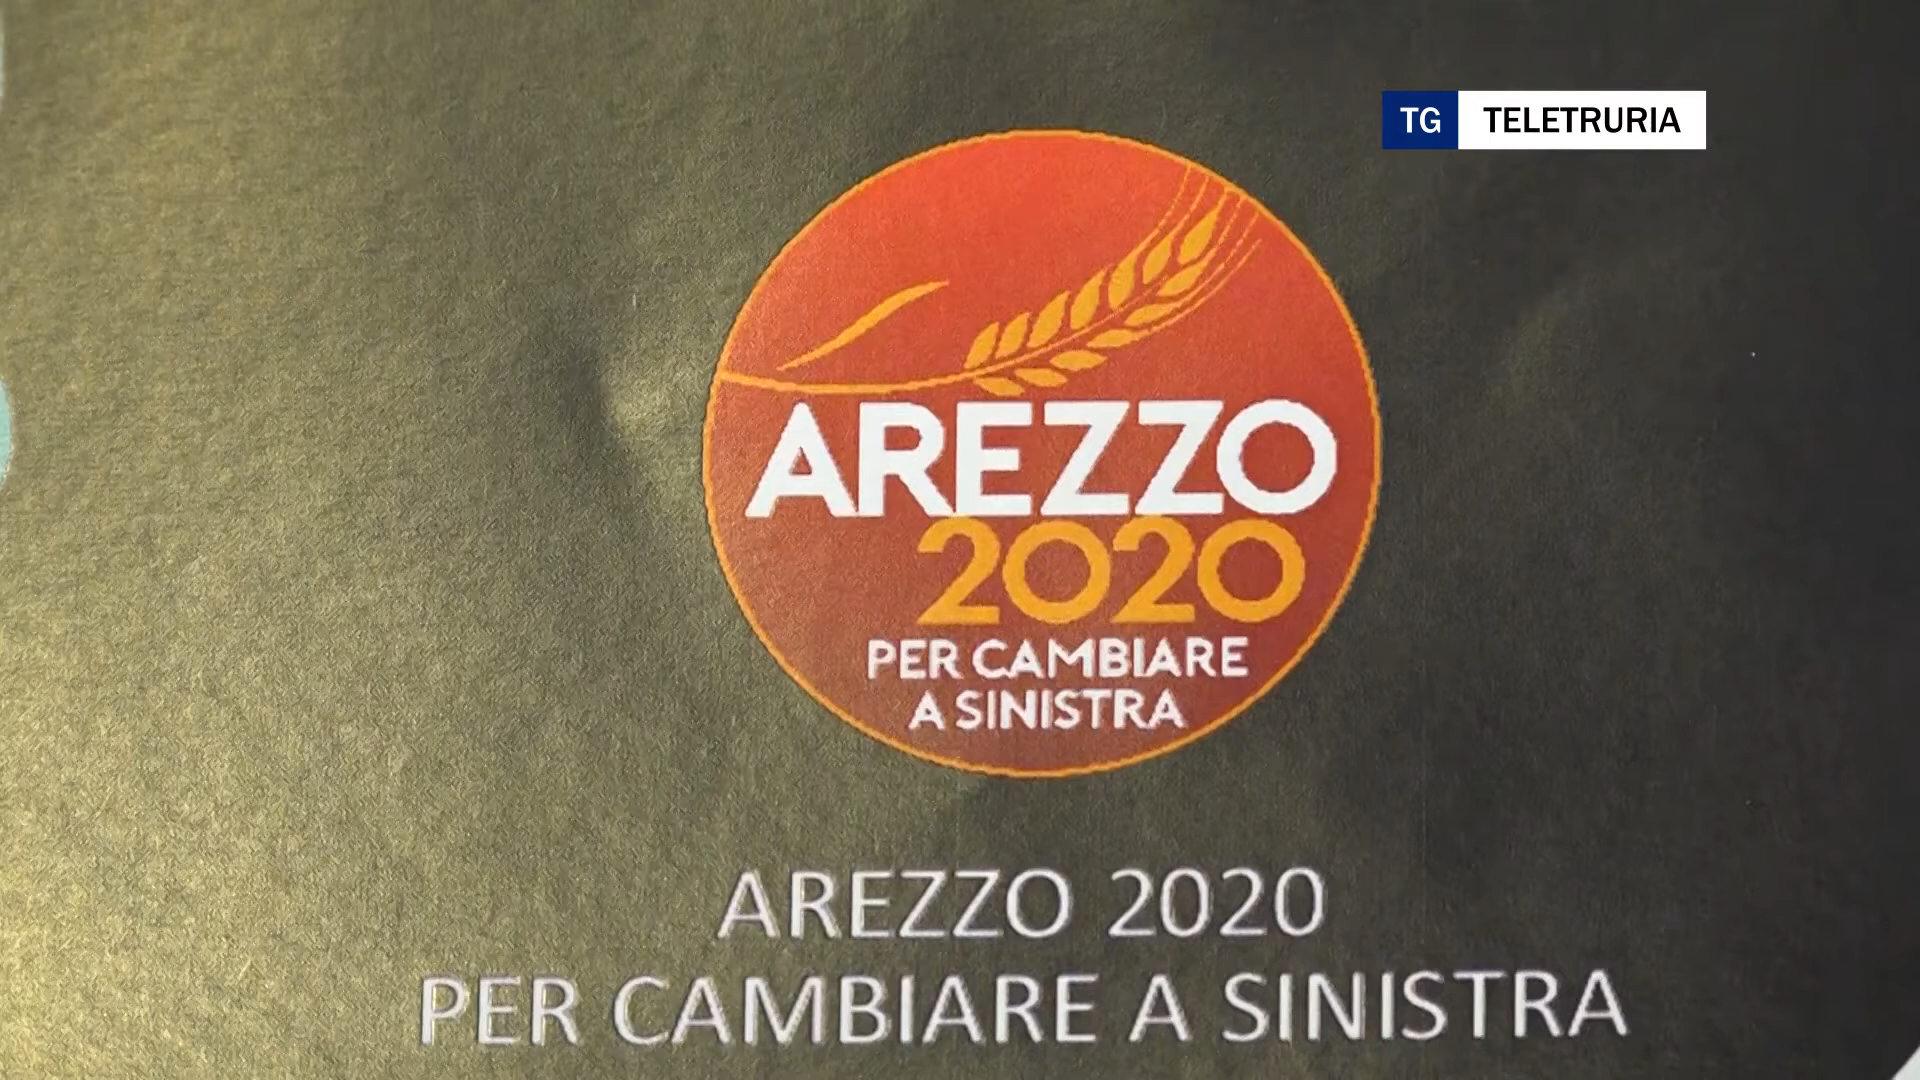 TG TELETRURIA
AREZZO
2020
PER CAMBIARE
A SINISTRA
AREZZO 2020
PER CAMBIARE A SINISTRA